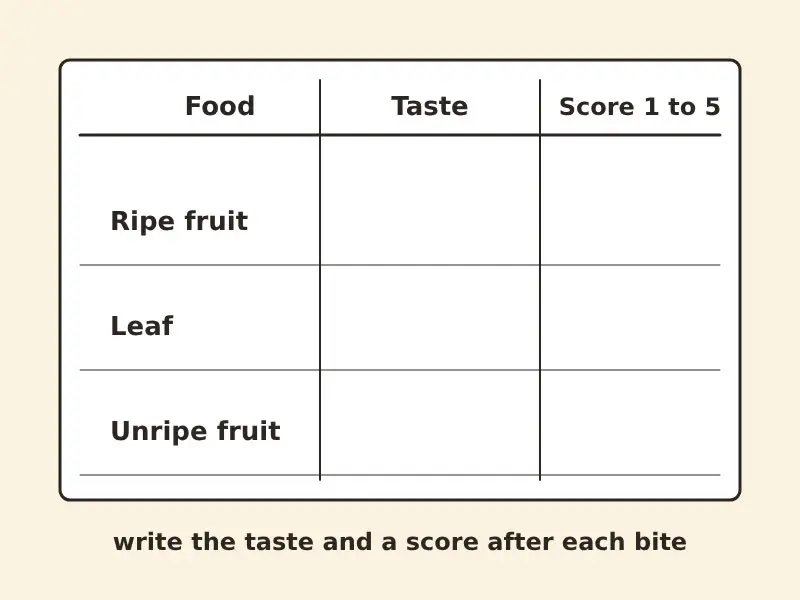 Food Taste Score 1 to 5
Ripe fruit
Leaf
Unripe fruit
write the taste and a score after each bite